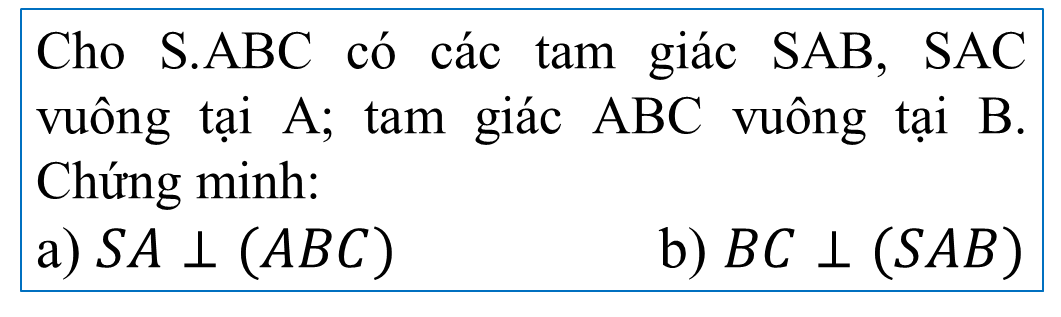 Cho S.ABC có các tam giác SAB, SAC
vuông tại A; tam giác ABC vuông tại B.
Chứng minh:
a) SA ⊥ (ABC) b) BC ⊥ (SAB)